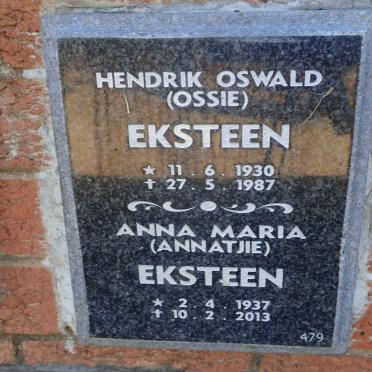 HENDRIK OSWALD
(OSSIE)
EKSTEEN
★ 11 . 6 . 1930
✝ 27 . 5 . 1987
ANNA MARIA
(ANNATJIE)
EKSTEEN
★ 2 . 4 . 1937
✝ 10 . 2 . 2013
479